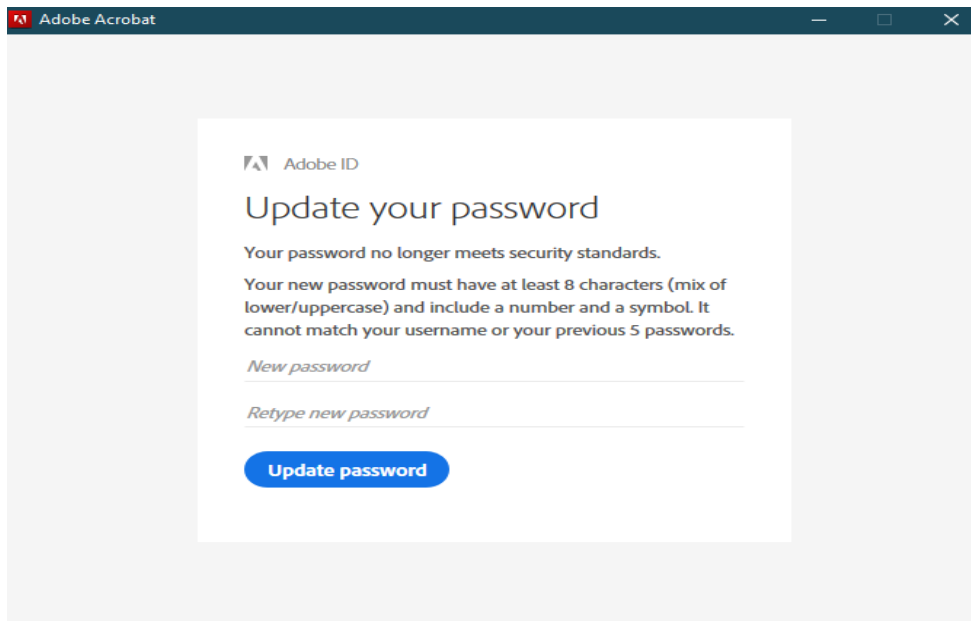 Adobe Acrobat
Adobe ID
Update your password
Your password no longer meets security standards.
Your new password must have at least 8 characters (mix of
lower/uppercase) and include a number and a symbol. It
cannot match your username or your previous 5 passwords.
New password
Retype new password
Update password